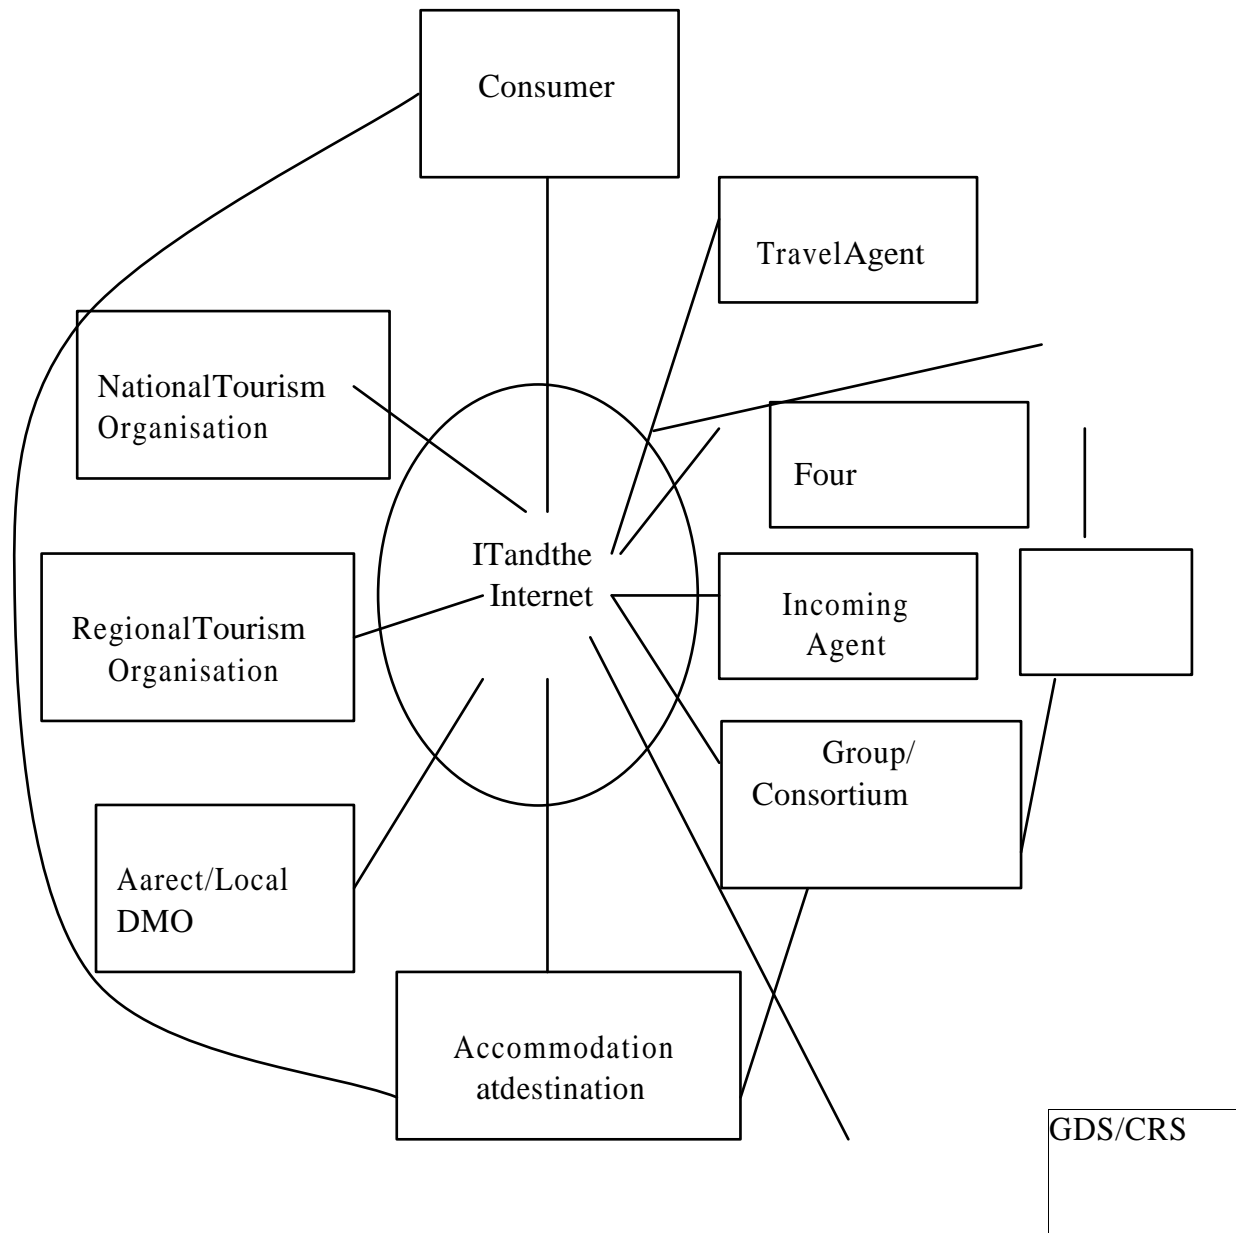 Consumer
TravelAgent
NationalTourism
Organisation
Four
ITandthe
Internet
Incoming
Agent
RegionalTourism
Organisation
Group/
Consortium
Aarect/Local
DMO
Accommodation
atdestination
GDS/CRS